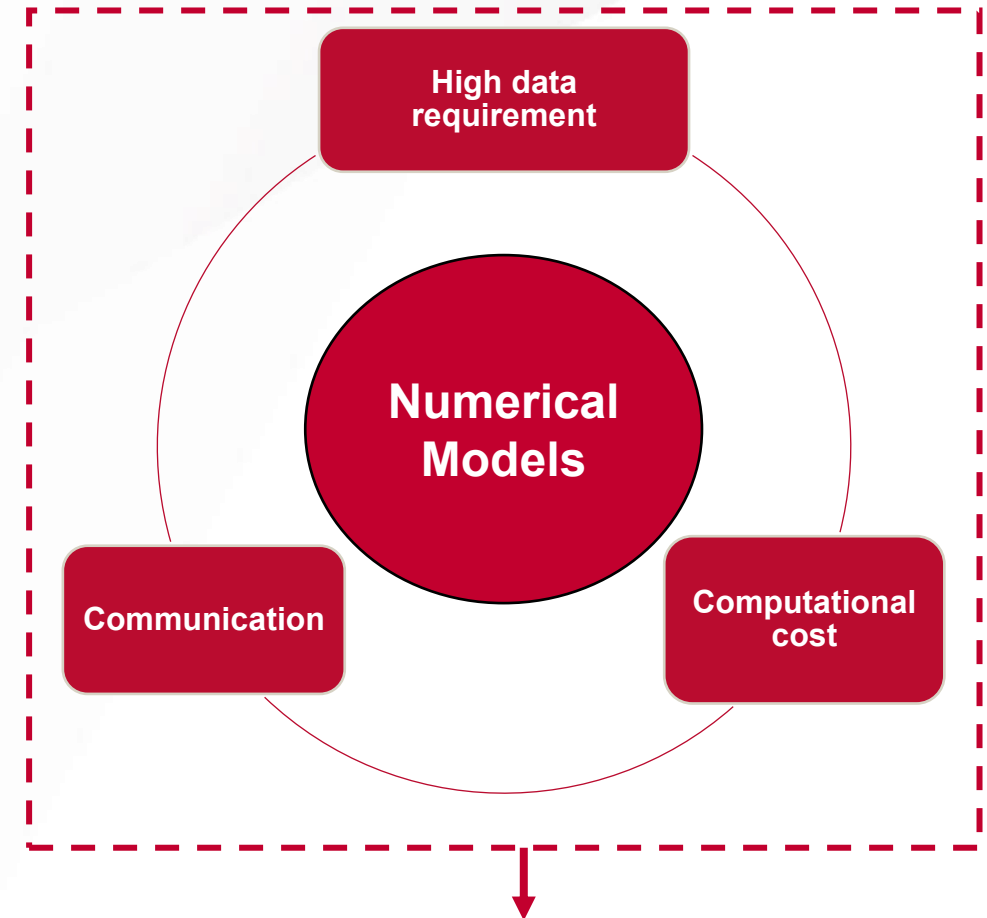 High data
requirement
Numerical
Models
Communication
Computational
cost